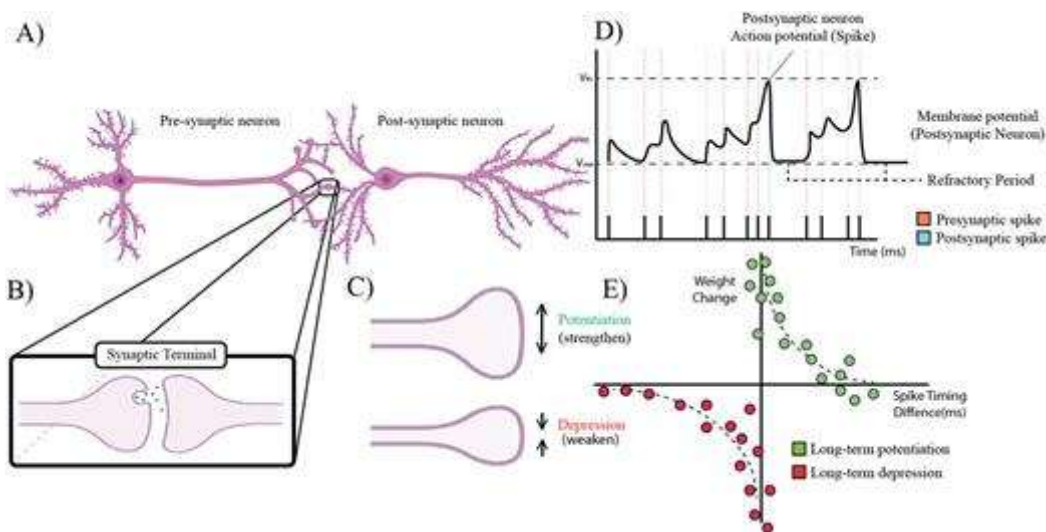 A)
Pre-synaptic neuron
Post-synaptic neuron
B)
Synaptic Terminal
C)
Potentiation
(strengthen)
Depression
(weaken)
D)
Postsynaptic neuron
Action potential (Spike)
Membrane potential
(Postsynaptic Neuron)
Refractory Period
Presynaptic spike
Postsynaptic spike
Time (ms)
E)
Weight
Change
Spike Timing
Diffence(ms)
Long-term potentiation
Long-term depression